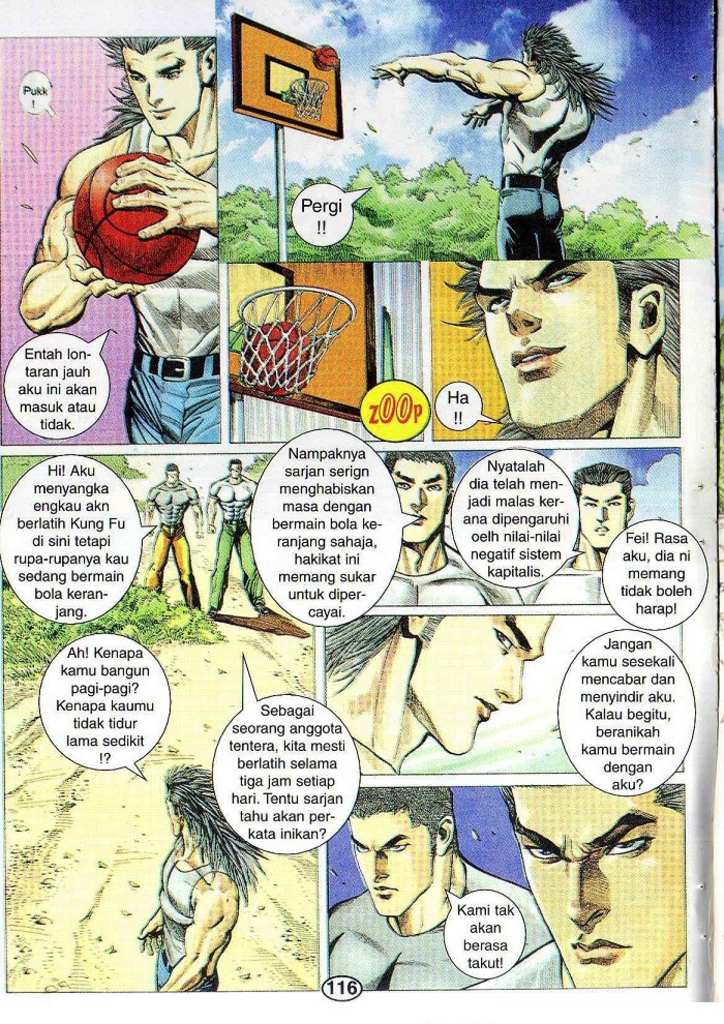 Pukk
!
Pergi
!!
Entah lon-
taran jauh
aku ini akan
masuk atau
tidak.
zoop
Ha
!!
Hi! Aku
menyangka
engkau akn
berlatih Kung Fu
di sini tetapi
rupa-rupanya kau
sedang bermain
bola keran-
jang.
Nampaknya
sarjan serign
menghabiskan
masa dengan
bermain bola ke-
ranjang sahaja,
hakikat ini
memang sukar
untuk diper-
cayai.
Nyatalah
dia telah men-
jadi malas ker-
ana dipengaruhi
oelh nilai-nilai
negatif sistem
kapitalis.
Fei! Rasa
aku, dia ni
memang
tidak boleh
harap!
Ah! Kenapa
kamu bangun
pagi-pagi?
Kenapa kaumu
tidak tidur
lama sedikit
!?
Sebagai
seorang anggota
tentera, kita mesti
berlatih selama
tiga jam setiap
hari. Tentu sarjan
tahu akan per-
kata inikan?
Jangan
kamu sesekali
mencabar dan
menyindir aku.
Kalau begitu,
beranikah
kamu bermain
dengan
aku?
Kami tak
akan
berasa
takut!
116